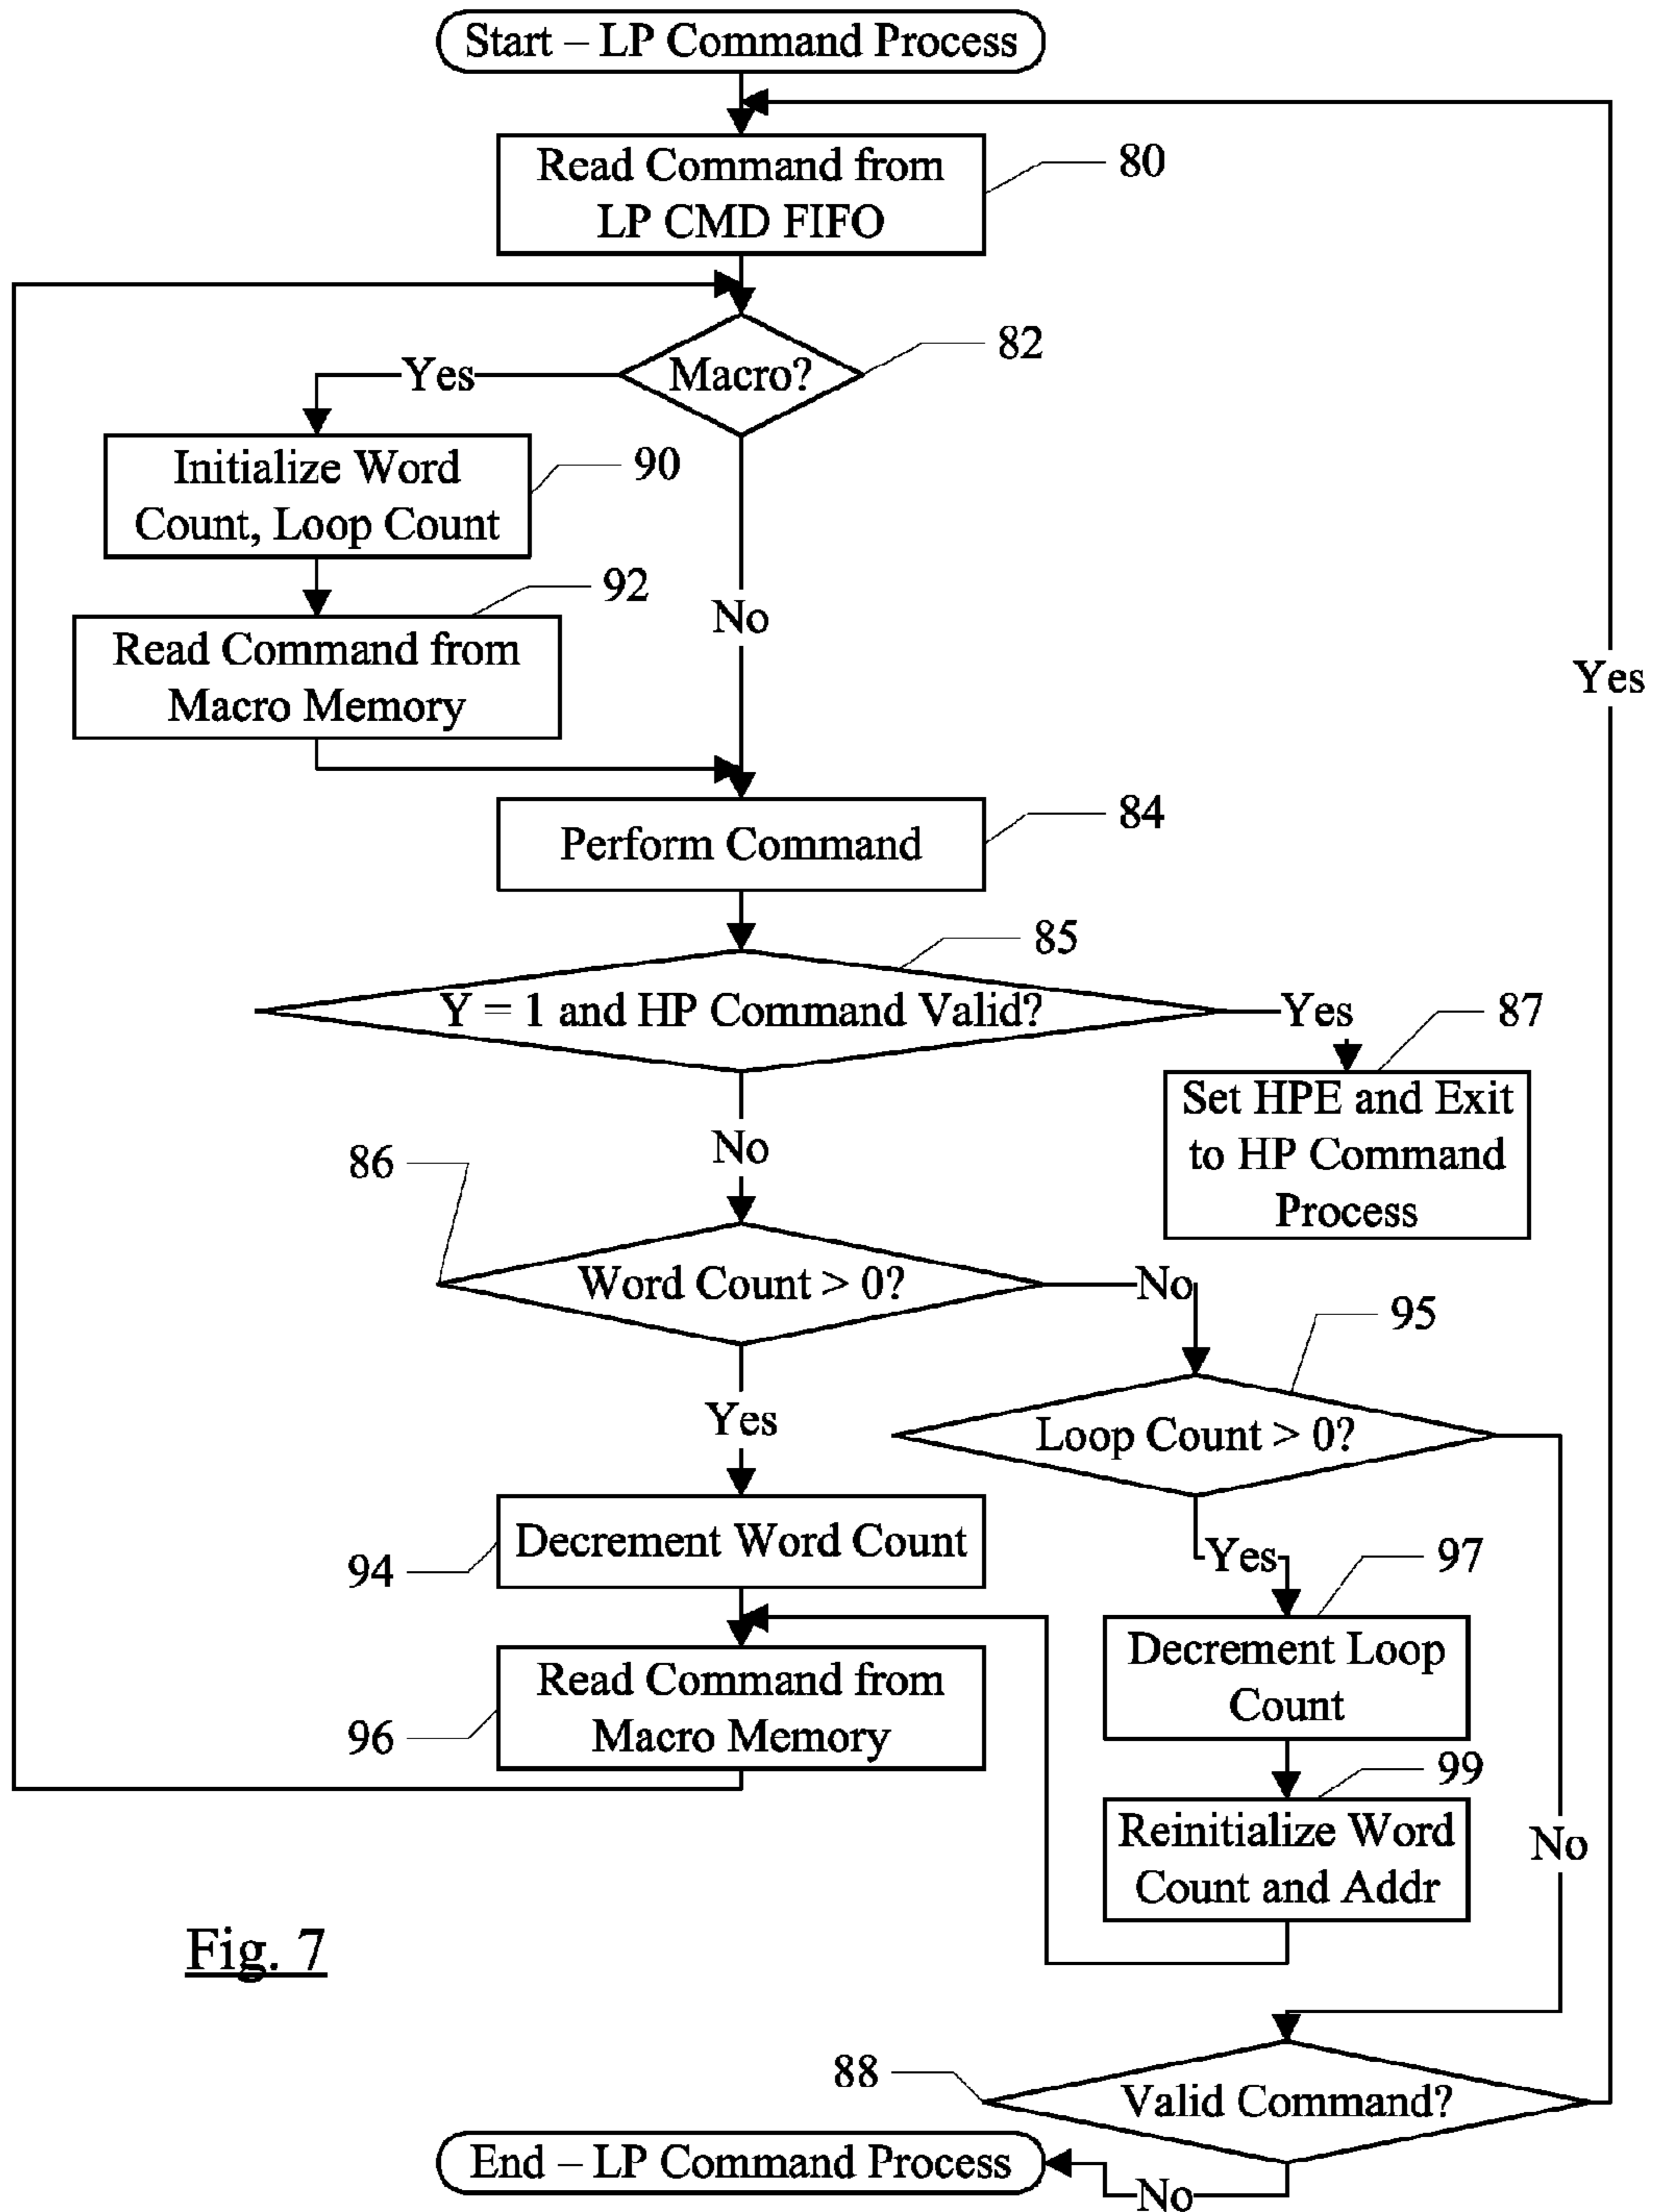 Start – LP Command Process
Read Command from
LP CMD FIFO
80
Macro?
82
Yes
Initialize Word
Count, Loop Count
90
No
Read Command from
Macro Memory
92
Yes
Perform Command
84
Y = 1 and HP Command Valid?
85
Yes
Set HPE and Exit
to HP Command
Process
87
No
86
Word Count > 0?
No
Loop Count > 0?
95
Yes
Decrement Word Count
94
Yes
Decrement Loop
Count
97
Read Command from
Macro Memory
96
Reinitialize Word
Count and Addr
99
No
Fig. 7
Valid Command?
88
End – LP Command Process
No